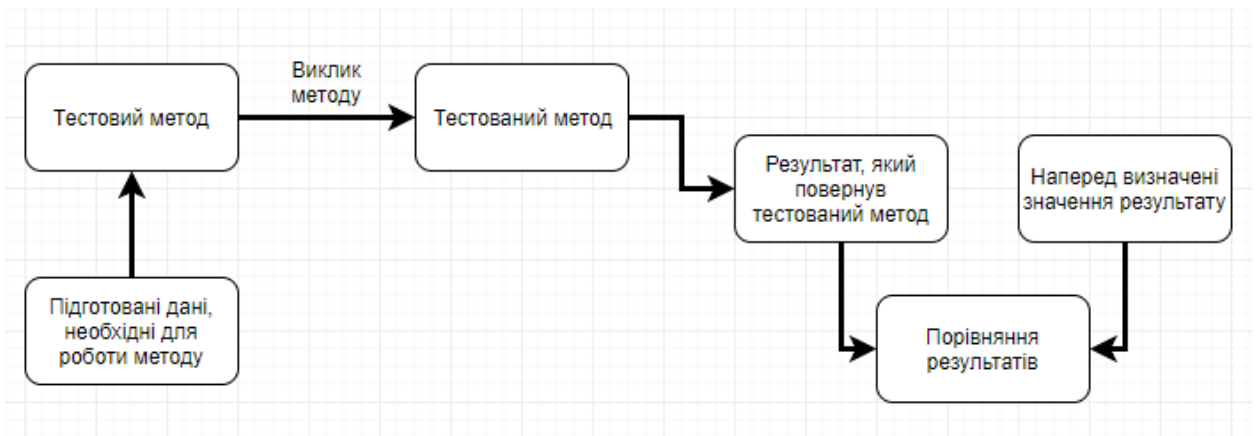 Тестовий метод
Виклик
методу
Тестований метод
Результат, який
повернув
тестований метод
Наперед визначені
значення результату
Підготовані дані,
необхідні для
роботи методу
Порівняння
результатів